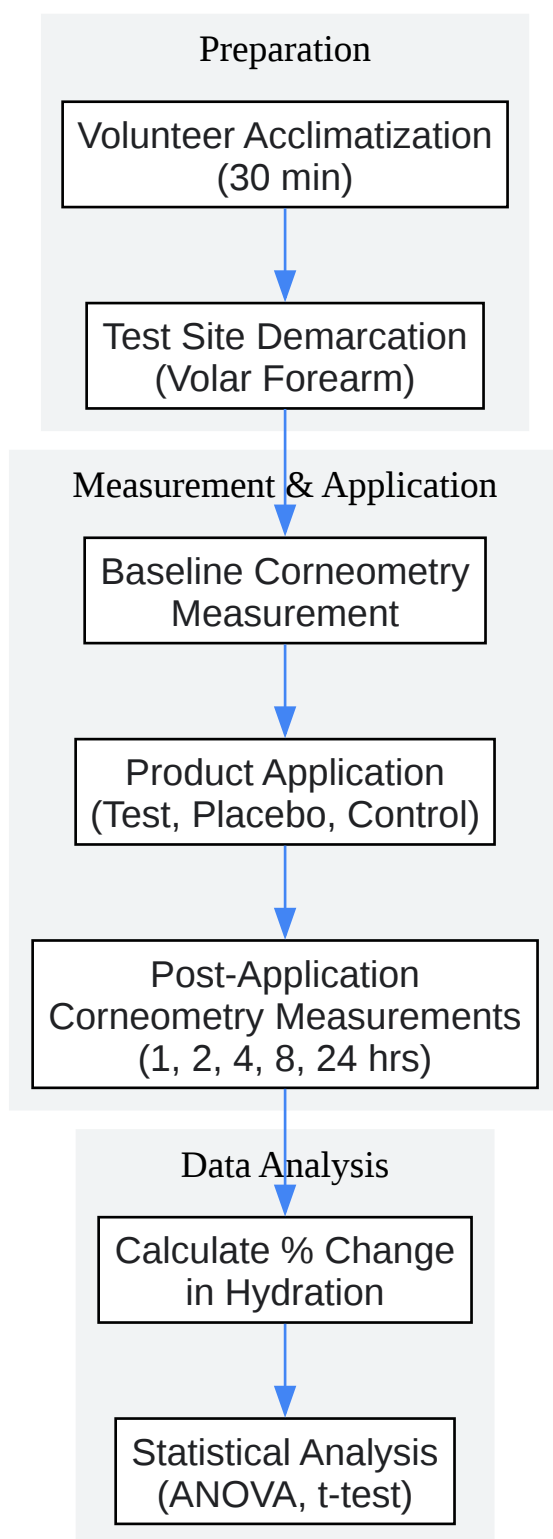 Preparation
Volunteer Acclimatization
(30 min)
Test Site Demarcation
(Volar Forearm)
Measurement & Application
Baseline Corneometry
Measurement
Product Application
(Test, Placebo, Control)
Post-Application
Corneometry Measurements
(1, 2, 4, 8, 24 hrs)
Data Analysis
Calculate % Change
in Hydration
Statistical Analysis
(ANOVA, t-test)